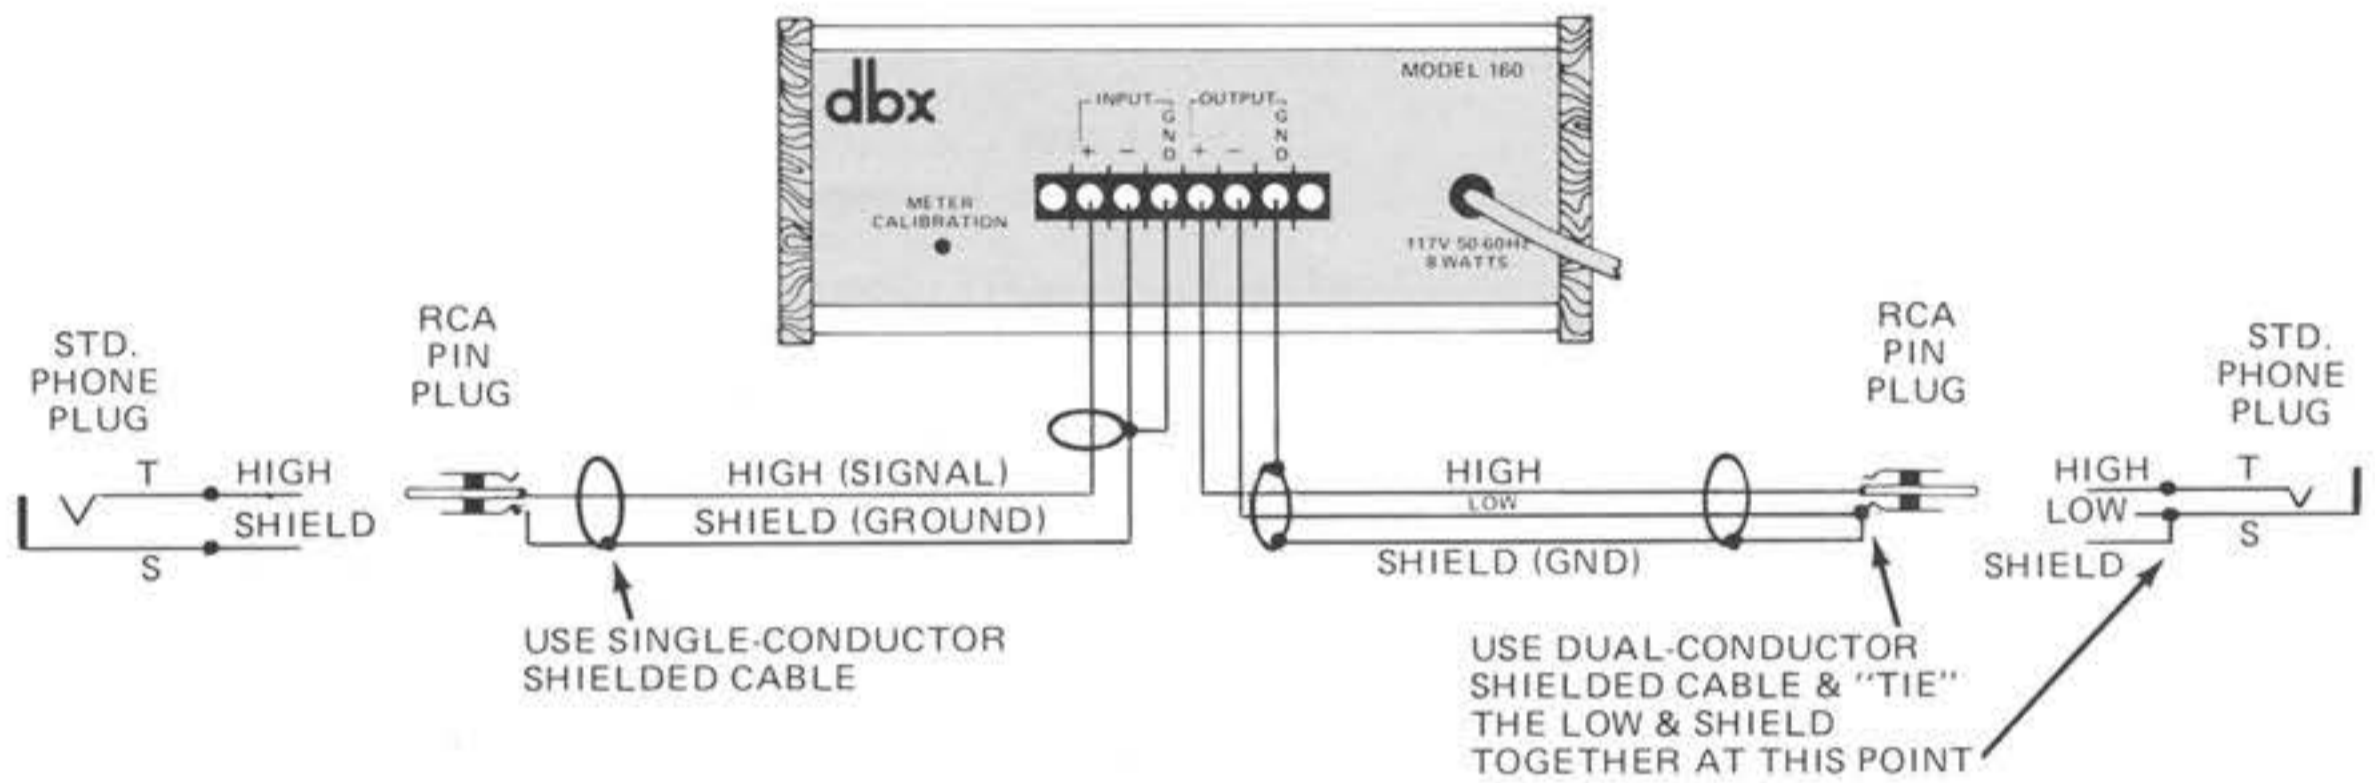 dbx
MODEL 160
INPUT
OUTPUT
GND
GND
+ − + −
METER
CALIBRATION
117V 50-60HZ
8 WATTS
STD.
PHONE
PLUG
RCA
PIN
PLUG
T
HIGH
SHIELD
S
HIGH (SIGNAL)
SHIELD (GROUND)
USE SINGLE-CONDUCTOR
SHIELDED CABLE
HIGH
LOW
SHIELD (GND)
RCA
PIN
PLUG
STD.
PHONE
PLUG
HIGH
T
LOW
S
SHIELD
USE DUAL-CONDUCTOR
SHIELDED CABLE & "TIE"
THE LOW & SHIELD
TOGETHER AT THIS POINT